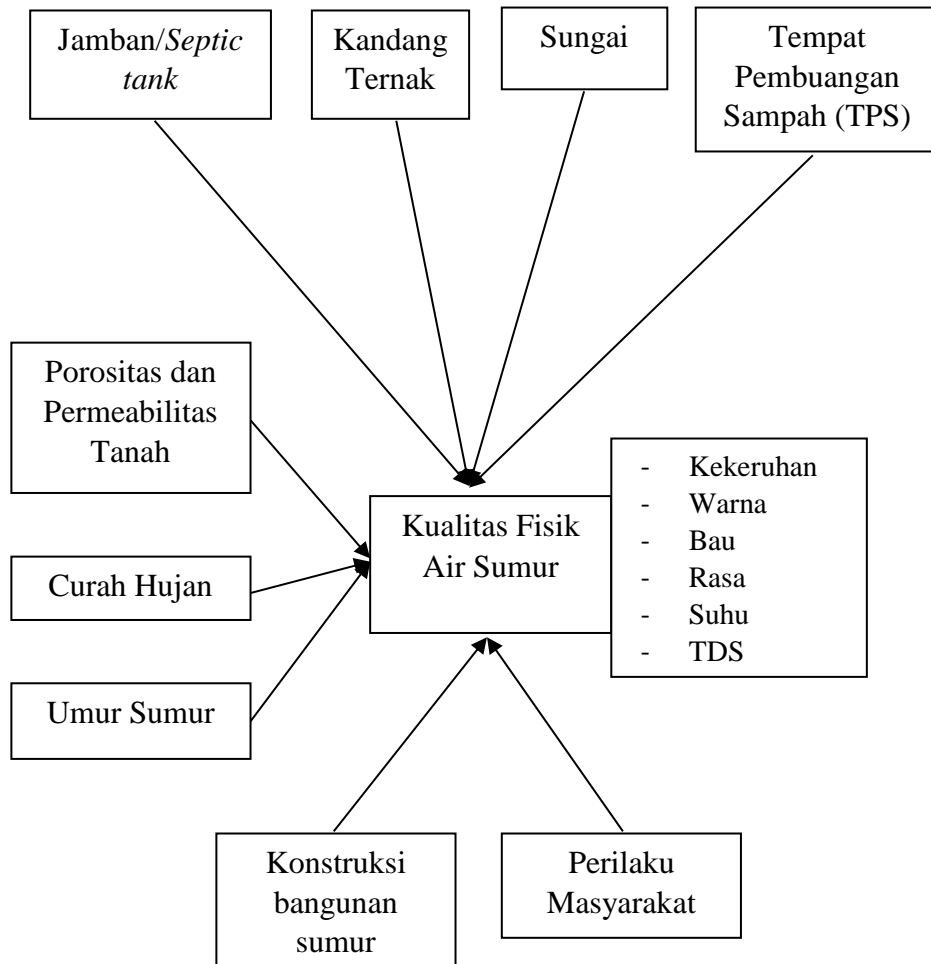 Jamban/Septic
tank
Kandang
Ternak
Sungai
Tempat
Pembuangan
Sampah (TPS)
Porositas dan
Permeabilitas
Tanah
Curah Hujan
Umur Sumur
Kualitas Fisik
Air Sumur
- Kekeruhan
- Warna
- Bau
- Rasa
- Suhu
- TDS
Konstruksi
bangunan
sumur
Perilaku
Masyarakat